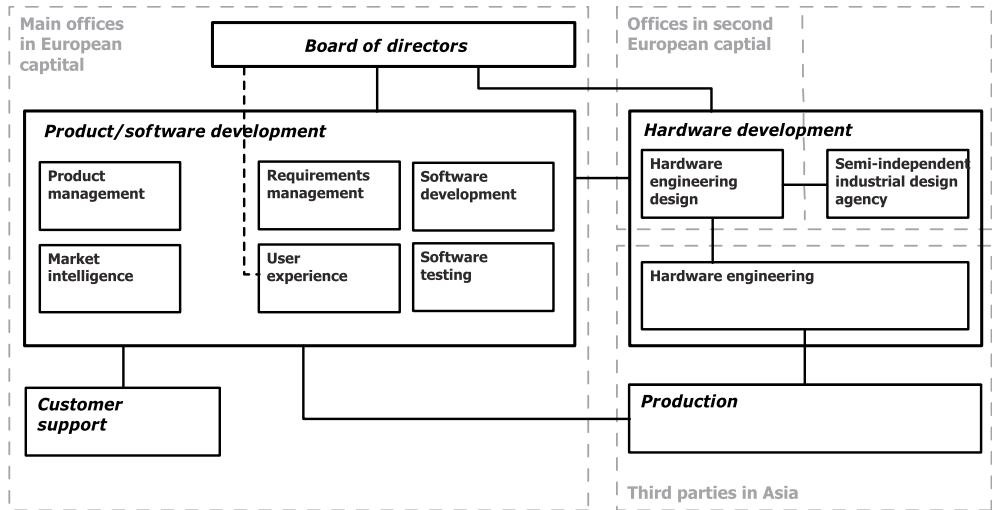 Main offices
in European
captital
Board of directors
Offices in second
European captial
Product/software development
Product
management
Requirements
management
Software
development
Market
intelligence
User
experience
Software
testing
Hardware development
Hardware
engineering
design
Semi-independent
industrial design
agency
Hardware engineering
Customer
support
Production
Third parties in Asia